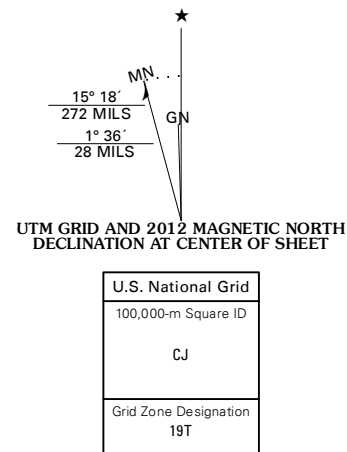 ★
MN
15° 18´
272 MILS
GN
1° 36´
28 MILS
UTM GRID AND 2012 MAGNETIC NORTH
DECLINATION AT CENTER OF SHEET
U.S. National Grid
100,000-m Square ID
CJ
Grid Zone Designation
19T